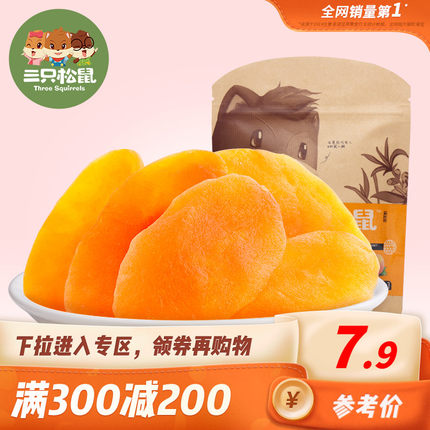 全网销量第1*
三只松鼠
Three Squirrels
鼠
下拉进入专区，领券再购物
7.9
满300减200
¥
参考价